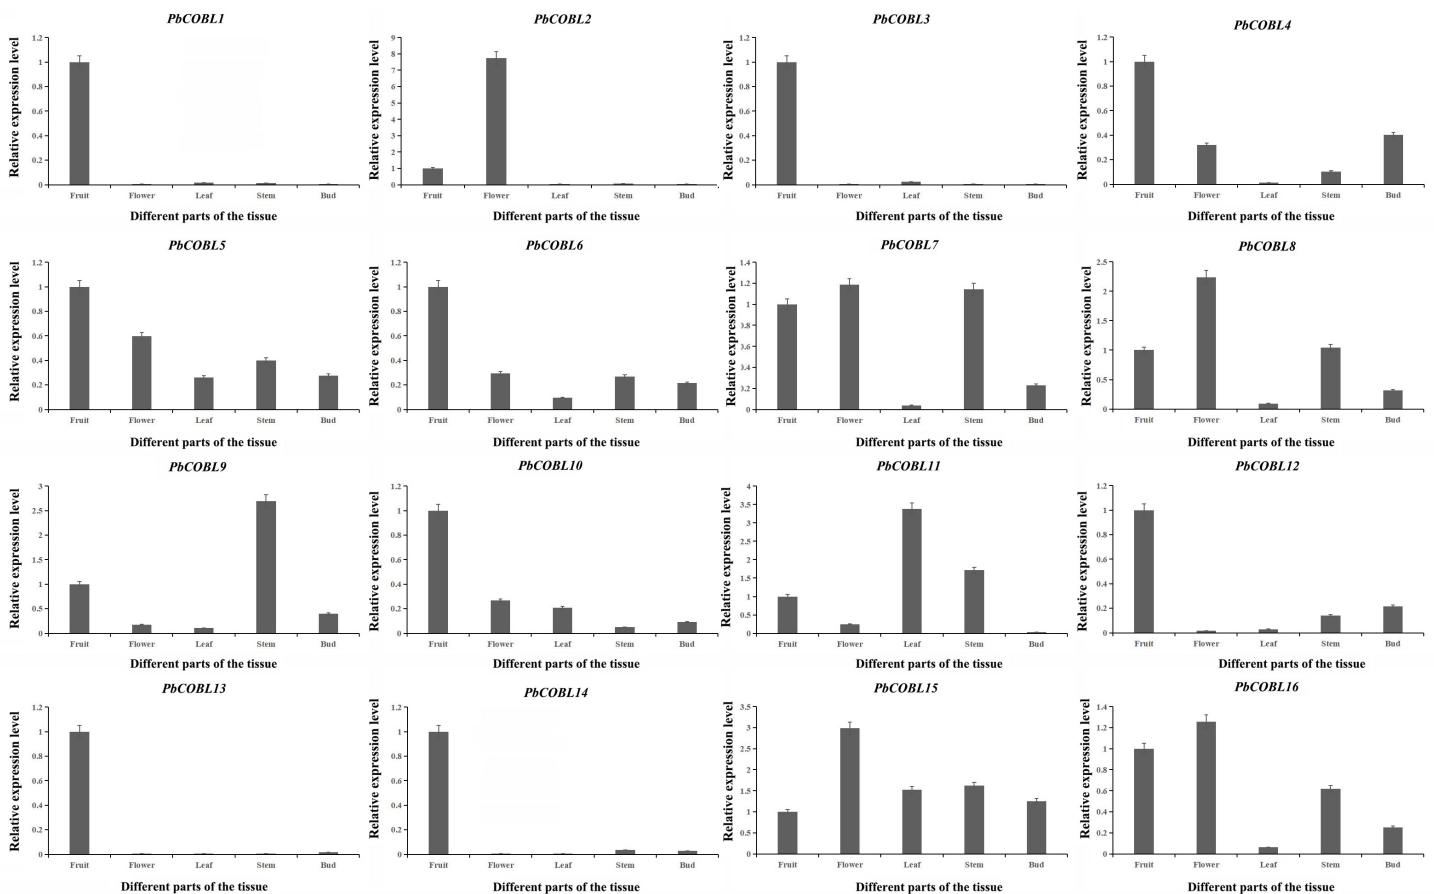 PbCOBL1
Relative expression level
1.2
1
0.8
0.6
0.4
0.2
0
Fruit Flower Leaf Stem Bud
Different parts of the tissue
PbCOBL2
Relative expression level
9
8
7
6
5
4
3
2
1
0
Fruit Flower Leaf Stem Bud
Different parts of the tissue
PbCOBL3
Relative expression level
1.2
1
0.8
0.6
0.4
0.2
0
Fruit Flower Leaf Stem Bud
Different parts of the tissue
PbCOBL4
Relative expression level
1.2
1
0.8
0.6
0.4
0.2
0
Fruit Flower Leaf Stem Bud
Different parts of the tissue
PbCOBL5
Relative expression level
1.2
1
0.8
0.6
0.4
0.2
0
Fruit Flower Leaf Stem Bud
Different parts of the tissue
PbCOBL6
Relative expression level
1.2
1
0.8
0.6
0.4
0.2
0
Fruit Flower Leaf Stem Bud
Different parts of the tissue
PbCOBL7
Relative expression level
1.4
1.2
1
.8
.6
.4
.2
0
Fruit Flower Leaf Stem Bud
Different parts of the tissue
PbCOBL8
Relative expression level
2.5
2
1.5
1
0.5
0
Fruit Flower Leaf Stem Bud
Different parts of the tissue
PbCOBL9
Relative expression level
3
2.5
2
1.5
1
0.5
0
Fruit Flower Leaf Stem Bud
Different parts of the tissue
PbCOBL10
Relative expression level
1.2
1
0.8
0.6
0.4
0.2
0
Fruit Flower Leaf Stem Bud
Different parts of the tissue
PbCOBL11
Relative expression level
4
3.5
3
2.5
2
1.5
1
0.5
0
Fruit Flower Leaf Stem Bud
Different parts of the tissue
PbCOBL12
Relative expression level
1.2
1
0.8
0.6
0.4
0.2
0
Fruit Flower Leaf Stem Bud
Different parts of the tissue
PbCOBL13
Relative expression level
1.2
1
0.8
0.6
0.4
0.2
0
Fruit Flower Leaf Stem Bud
Different parts of the tissue
PbCOBL14
Relative expression level
1.2
1
0.8
0.6
0.4
0.2
0
Fruit Flower Leaf Stem Bud
Different parts of the tissue
PbCOBL15
Relative expression level
3.5
3
2.5
2
1.5
1
0.5
0
Fruit Flower Leaf Stem Bud
Different parts of the tissue
PbCOBL16
Relative expression level
1.4
1.2
1
0.8
0.6
0.4
0.2
0
Fruit Flower Leaf Stem Bud
Different parts of the tissue